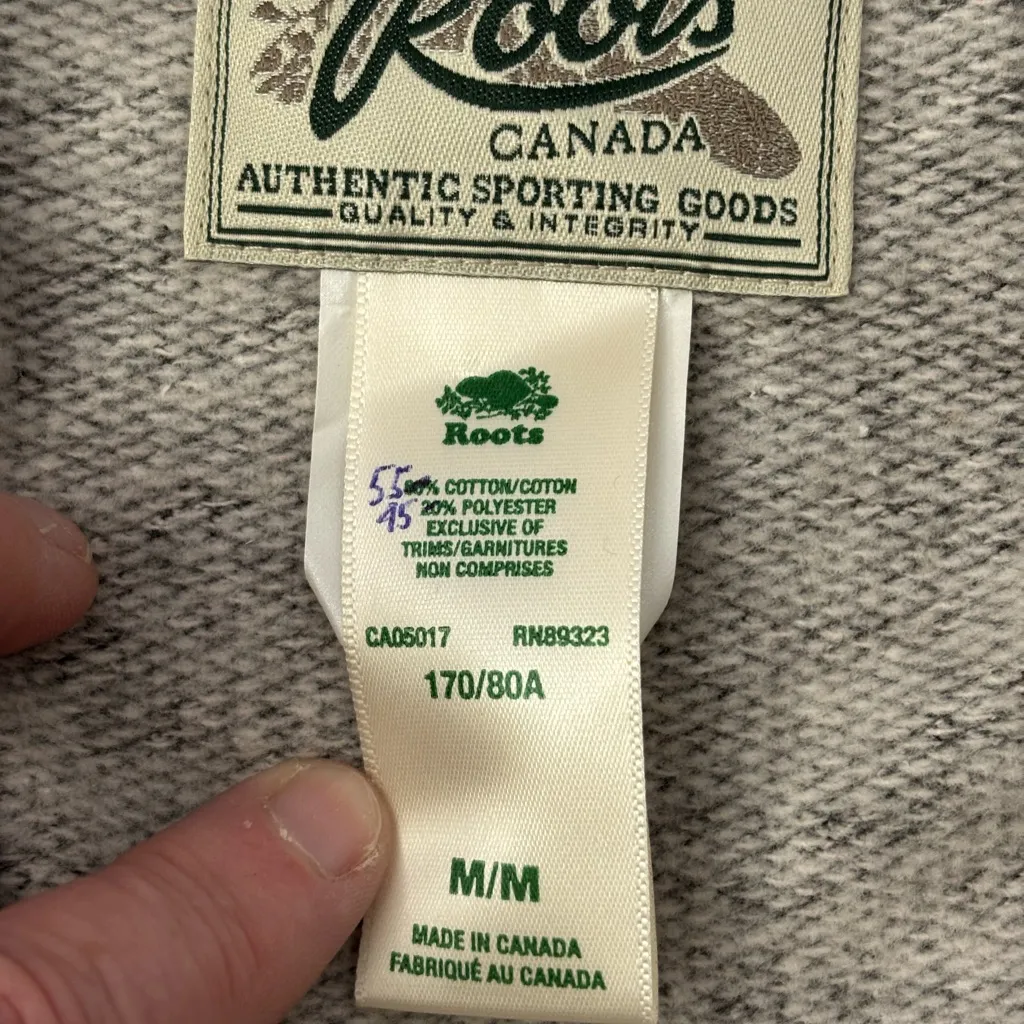 Roots
CANADA
AUTHENTIC SPORTING GOODS
QUALITY & INTEGRITY
Roots
55 80% COTTON/COTON
45 20% POLYESTER
EXCLUSIVE OF
TRIMS/GARNITURES
NON COMPRISES
CA05017 RN89323
170/80A
M/M
MADE IN CANADA
FABRIQUÉ AU CANADA